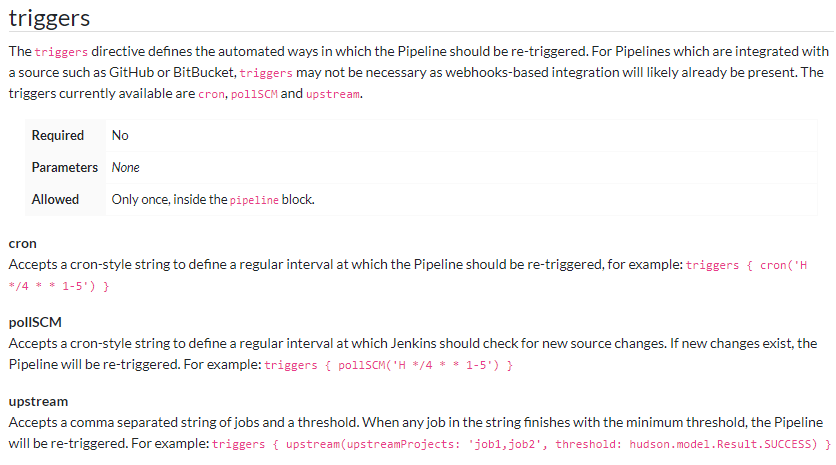 triggers
The triggers directive defines the automated ways in which the Pipeline should be re-triggered. For Pipelines which are integrated with
a source such as GitHub or BitBucket, triggers may not be necessary as webhooks-based integration will likely already be present. The
triggers currently available are cron, pollSCM and upstream.
Required No
Parameters None
Allowed Only once, inside the pipeline block.
cron
Accepts a cron-style string to define a regular interval at which the Pipeline should be re-triggered, for example: triggers { cron('H
*/4 * * 1-5') }
pollSCM
Accepts a cron-style string to define a regular interval at which Jenkins should check for new source changes. If new changes exist, the
Pipeline will be re-triggered. For example: triggers { pollSCM('H */4 * * 1-5') }
upstream
Accepts a comma separated string of jobs and a threshold. When any job in the string finishes with the minimum threshold, the Pipeline
will be re-triggered. For example: triggers { upstream(upstreamProjects: 'job1,job2', threshold: hudson.model.Result.SUCCESS) }